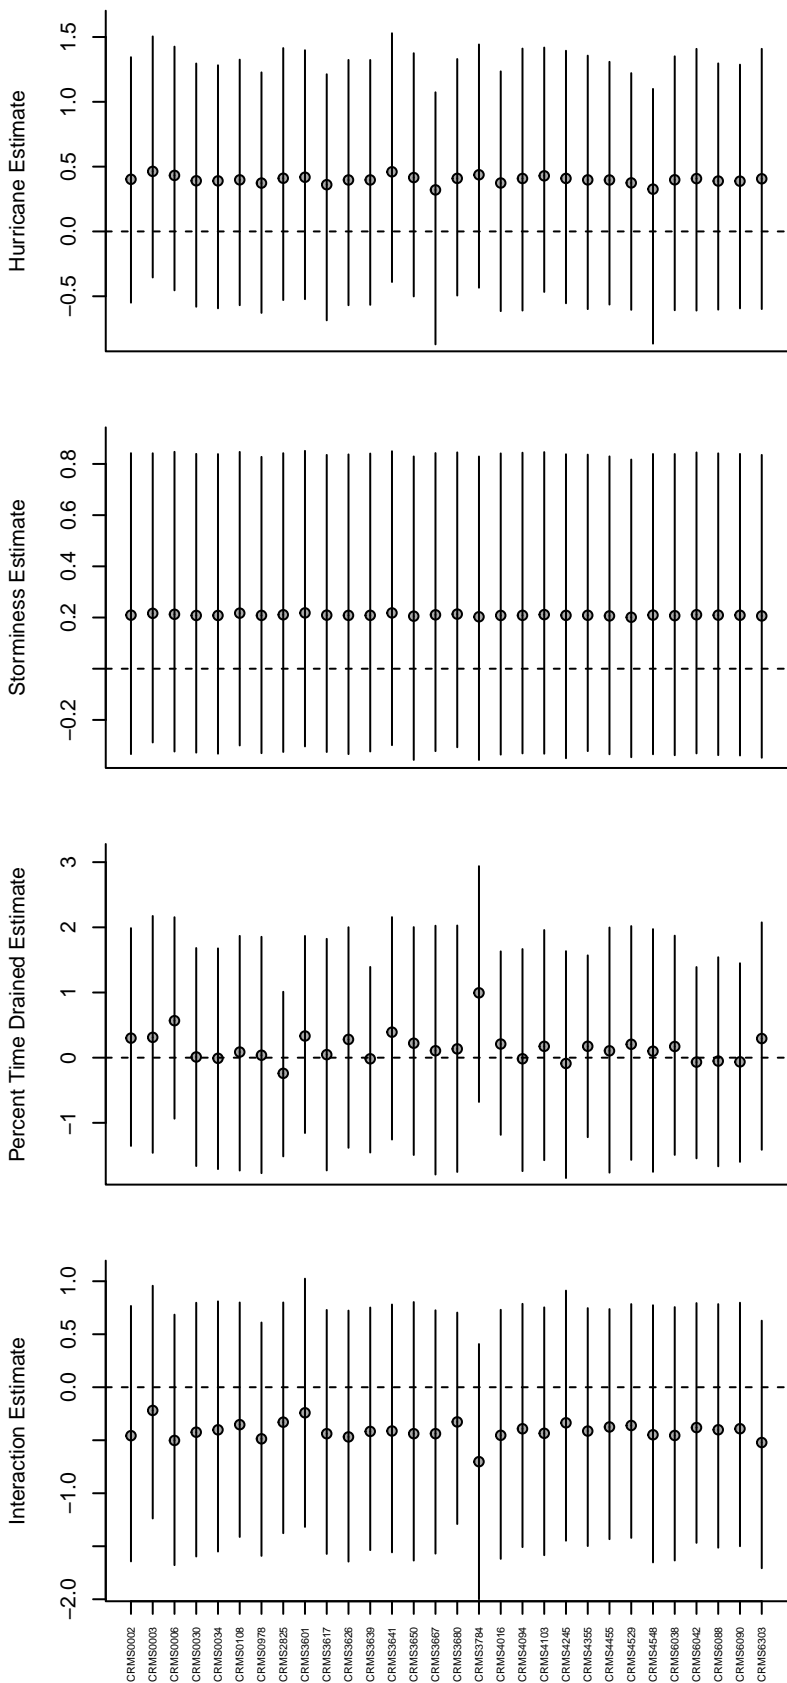 Hurricane Estimate
1.5
1.0
0.5
0.0
−0.5
Storminess Estimate
0.8
0.6
0.4
0.2
−0.2
Percent Time Drained Estimate
3
2
1
0
−1
Interaction Estimate
1.0
0.5
0.0
−1.0
−2.0
CRMS0002
CRMS0003
CRMS0006
CRMS0030
CRMS0034
CRMS0108
CRMS0978
CRMS2825
CRMS3601
CRMS3617
CRMS3626
CRMS3639
CRMS3641
CRMS3650
CRMS3667
CRMS3680
CRMS3784
CRMS4016
CRMS4094
CRMS4103
CRMS4245
CRMS4355
CRMS4455
CRMS4529
CRMS4548
CRMS6038
CRMS6042
CRMS6088
CRMS6090
CRMS6303